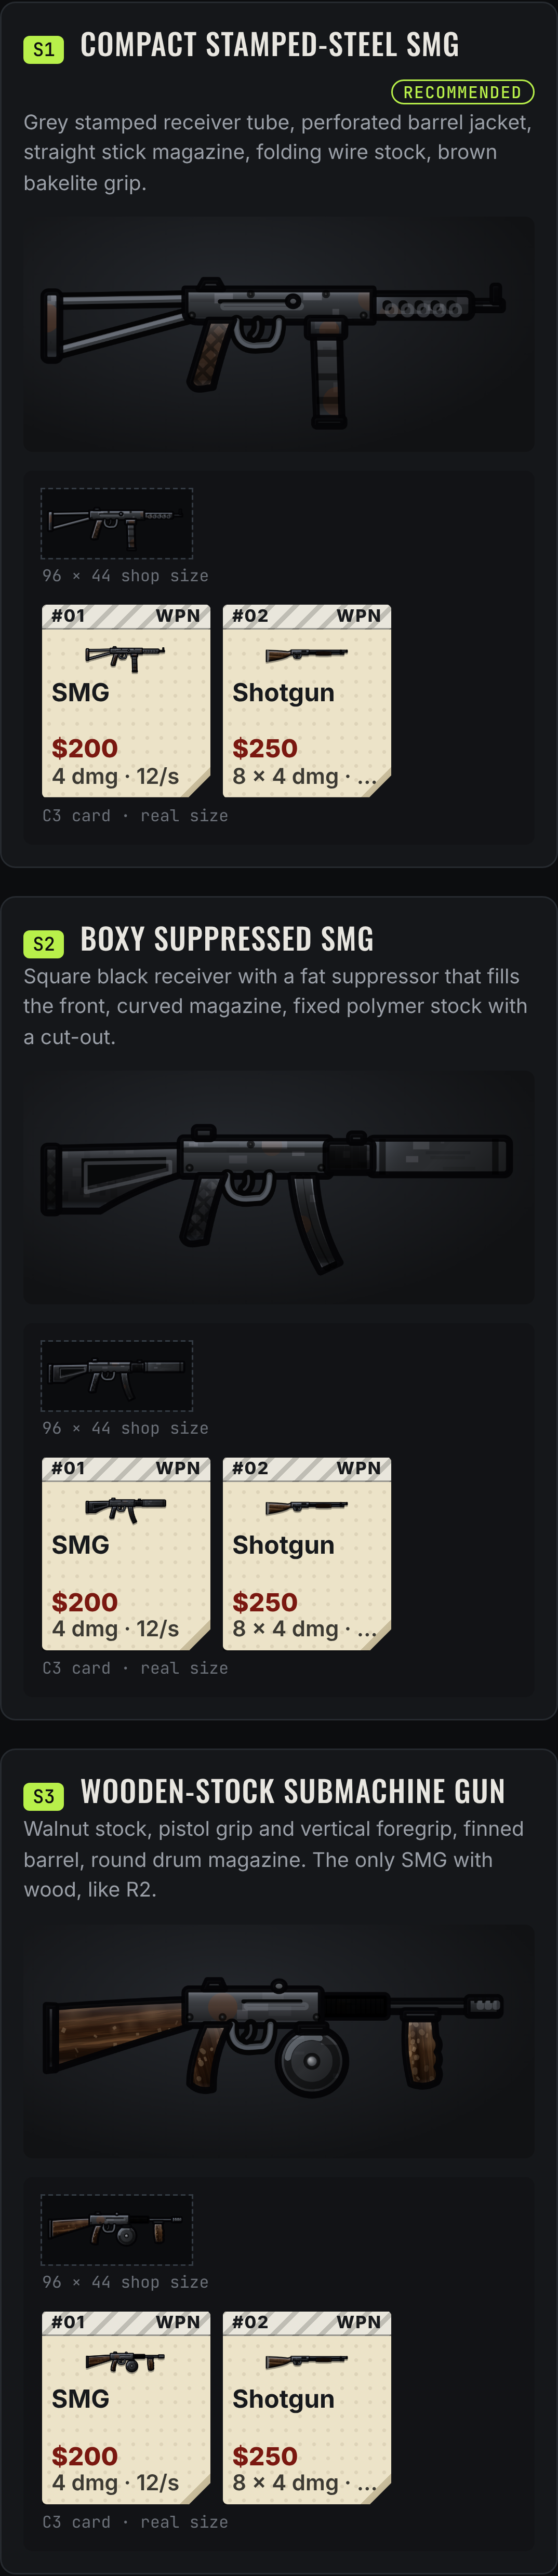 S1 COMPACT STAMPED-STEEL SMG
RECOMMENDED
Grey stamped receiver tube, perforated barrel jacket,
straight stick magazine, folding wire stock, brown
bakelite grip.
96 × 44 shop size
#01 WPN #02 WPN
SMG Shotgun
$200 $250
4 dmg · 12/s 8 × 4 dmg · ...
C3 card · real size
S2 BOXY SUPPRESSED SMG
Square black receiver with a fat suppressor that fills
the front, curved magazine, fixed polymer stock with
a cut-out.
96 × 44 shop size
#01 WPN #02 WPN
SMG Shotgun
$200 $250
4 dmg · 12/s 8 × 4 dmg · ...
C3 card · real size
S3 WOODEN-STOCK SUBMACHINE GUN
Walnut stock, pistol grip and vertical foregrip, finned
barrel, round drum magazine. The only SMG with
wood, like R2.
96 × 44 shop size
#01 WPN #02 WPN
SMG Shotgun
$200 $250
4 dmg · 12/s 8 × 4 dmg · ...
C3 card · real size